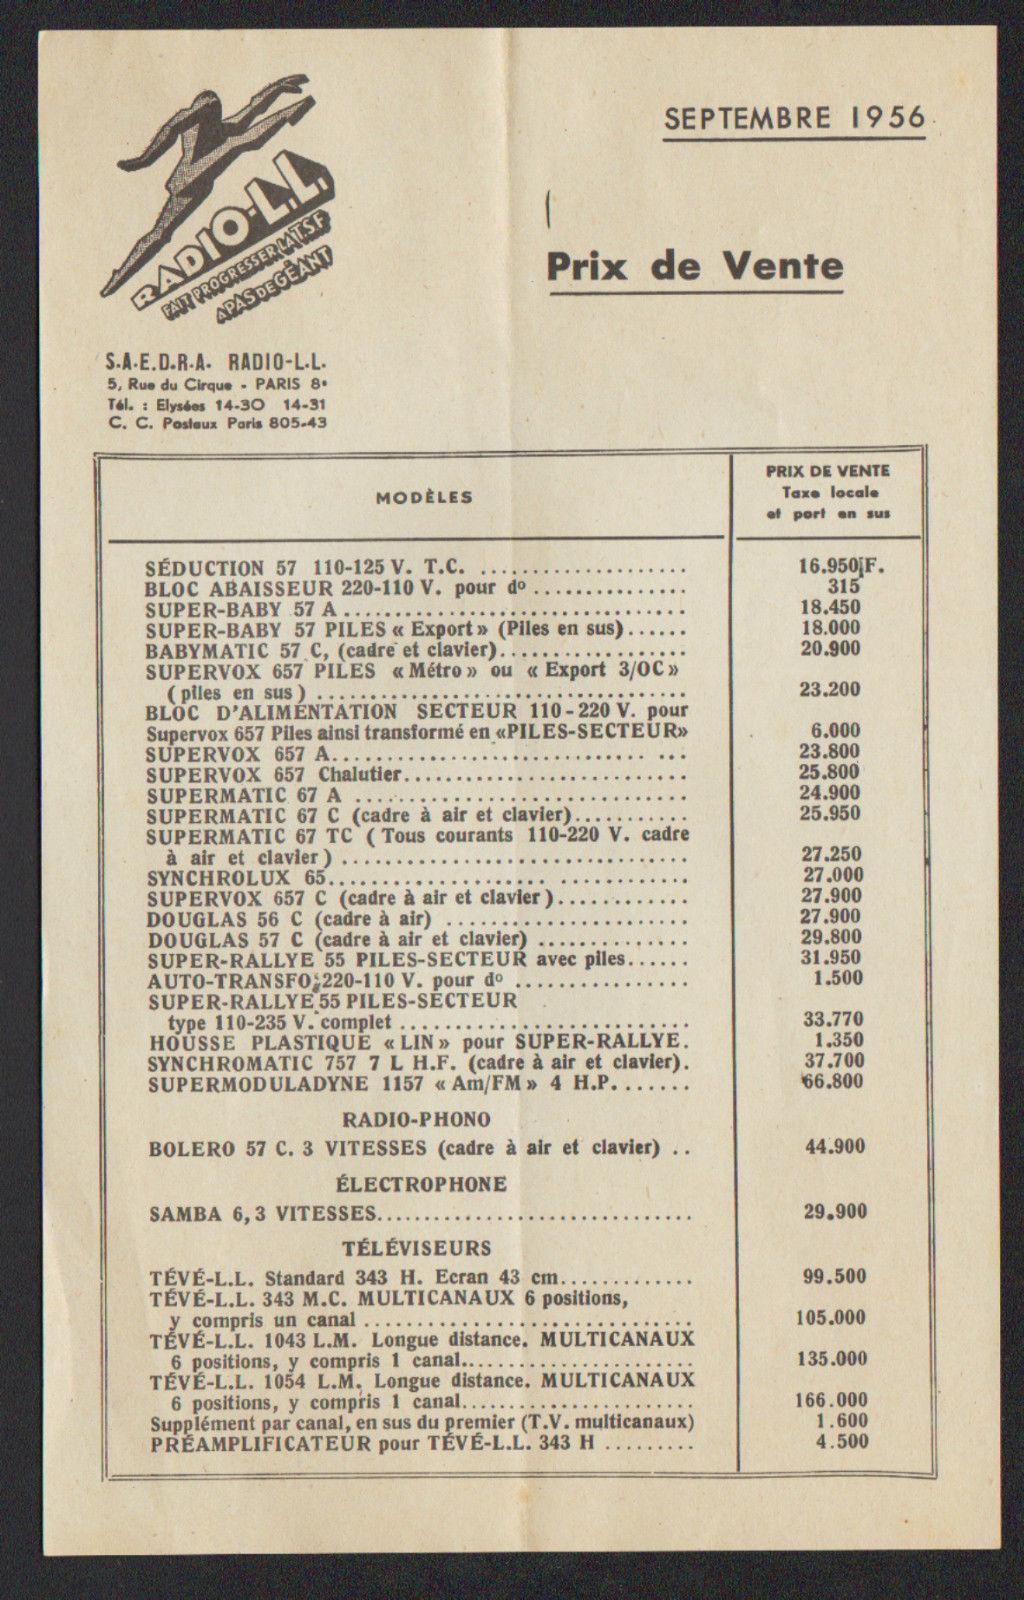 SEPTEMBRE 1956
RADIO-L.L.
FAIT PROGRESSER LA T.S.F
A PAS DE GÉANT
Prix de Vente
S.A.E.D.R.A. RADIO-L.L.
5, Rue du Cirque - PARIS 8e
Tél. : Elysées 14-30 14-31
C. C. Postaux Paris 805-43
MODÈLES
PRIX DE VENTE
Taxe locale
et port en sus
SÉDUCTION 57 110-125 V. T.C. .................... 16.950 F.
BLOC ABAISSEUR 220-110 V. pour do ............... 315
SUPER-BABY 57 A ................................. 18.450
SUPER-BABY 57 PILES « Export » (Piles en sus)...... 18.000
BABYMATIC 57 C, (cadre et clavier).................. 20.900
SUPERVOX 657 PILES « Métro » ou « Export 3/OC »
(piles en sus) .................................... 23.200
BLOC D'ALIMENTATION SECTEUR 110-220 V. pour
Supervox 657 Piles ainsi transformé en «PILES-SECTEUR» 6.000
SUPERVOX 657 A.................................. 23.800
SUPERVOX 657 Chalutier........................... 25.800
SUPERMATIC 67 A ................................ 24.900
SUPERMATIC 67 C (cadre à air et clavier)........... 25.950
SUPERMATIC 67 TC ( Tous courants 110-220 V. cadre
à air et clavier) .................................. 27.250
SYNCHROLUX 65................................... 27.000
SUPERVOX 657 C (cadre à air et clavier)............ 27.900
DOUGLAS 56 C (cadre à air) ....................... 27.900
DOUGLAS 57 C (cadre à air et clavier) .............. 29.800
SUPER-RALLYE 55 PILES-SECTEUR avec piles...... 31.950
AUTO-TRANSFO 220-110 V. pour do ................. 1.500
SUPER-RALLYE 55 PILES-SECTEUR
type 110-235 V. complet ............................ 33.770
HOUSSE PLASTIQUE « LIN » pour SUPER-RALLYE. 1.350
SYNCHROMATIC 757 7 L H.F. (cadre à air et clavier). 37.700
SUPERMODULADYNE 1157 « Am/FM » 4 H.P. ....... 66.800
RADIO-PHONO
BOLERO 57 C. 3 VITESSES (cadre à air et clavier) .. 44.900
ÉLECTROPHONE
SAMBA 6,3 VITESSES............................... 29.900
TÉLÉVISEURS
TÉVÉ-L.L. Standard 343 H. Ecran 43 cm............. 99.500
TÉVÉ-L.L. 343 M.C. MULTICANAUX 6 positions,
y compris un canal ................................ 105.000
TÉVÉ-L.L. 1043 L.M. Longue distance. MULTICANAUX
6 positions, y compris 1 canal....................... 135.000
TÉVÉ-L.L. 1054 L.M. Longue distance. MULTICANAUX
6 positions, y compris 1 canal....................... 166.000
Supplément par canal, en sus du premier (T.V. multicanaux) 1.600
PRÉAMPLIFICATEUR pour TÉVÉ-L.L. 343 H ......... 4.500